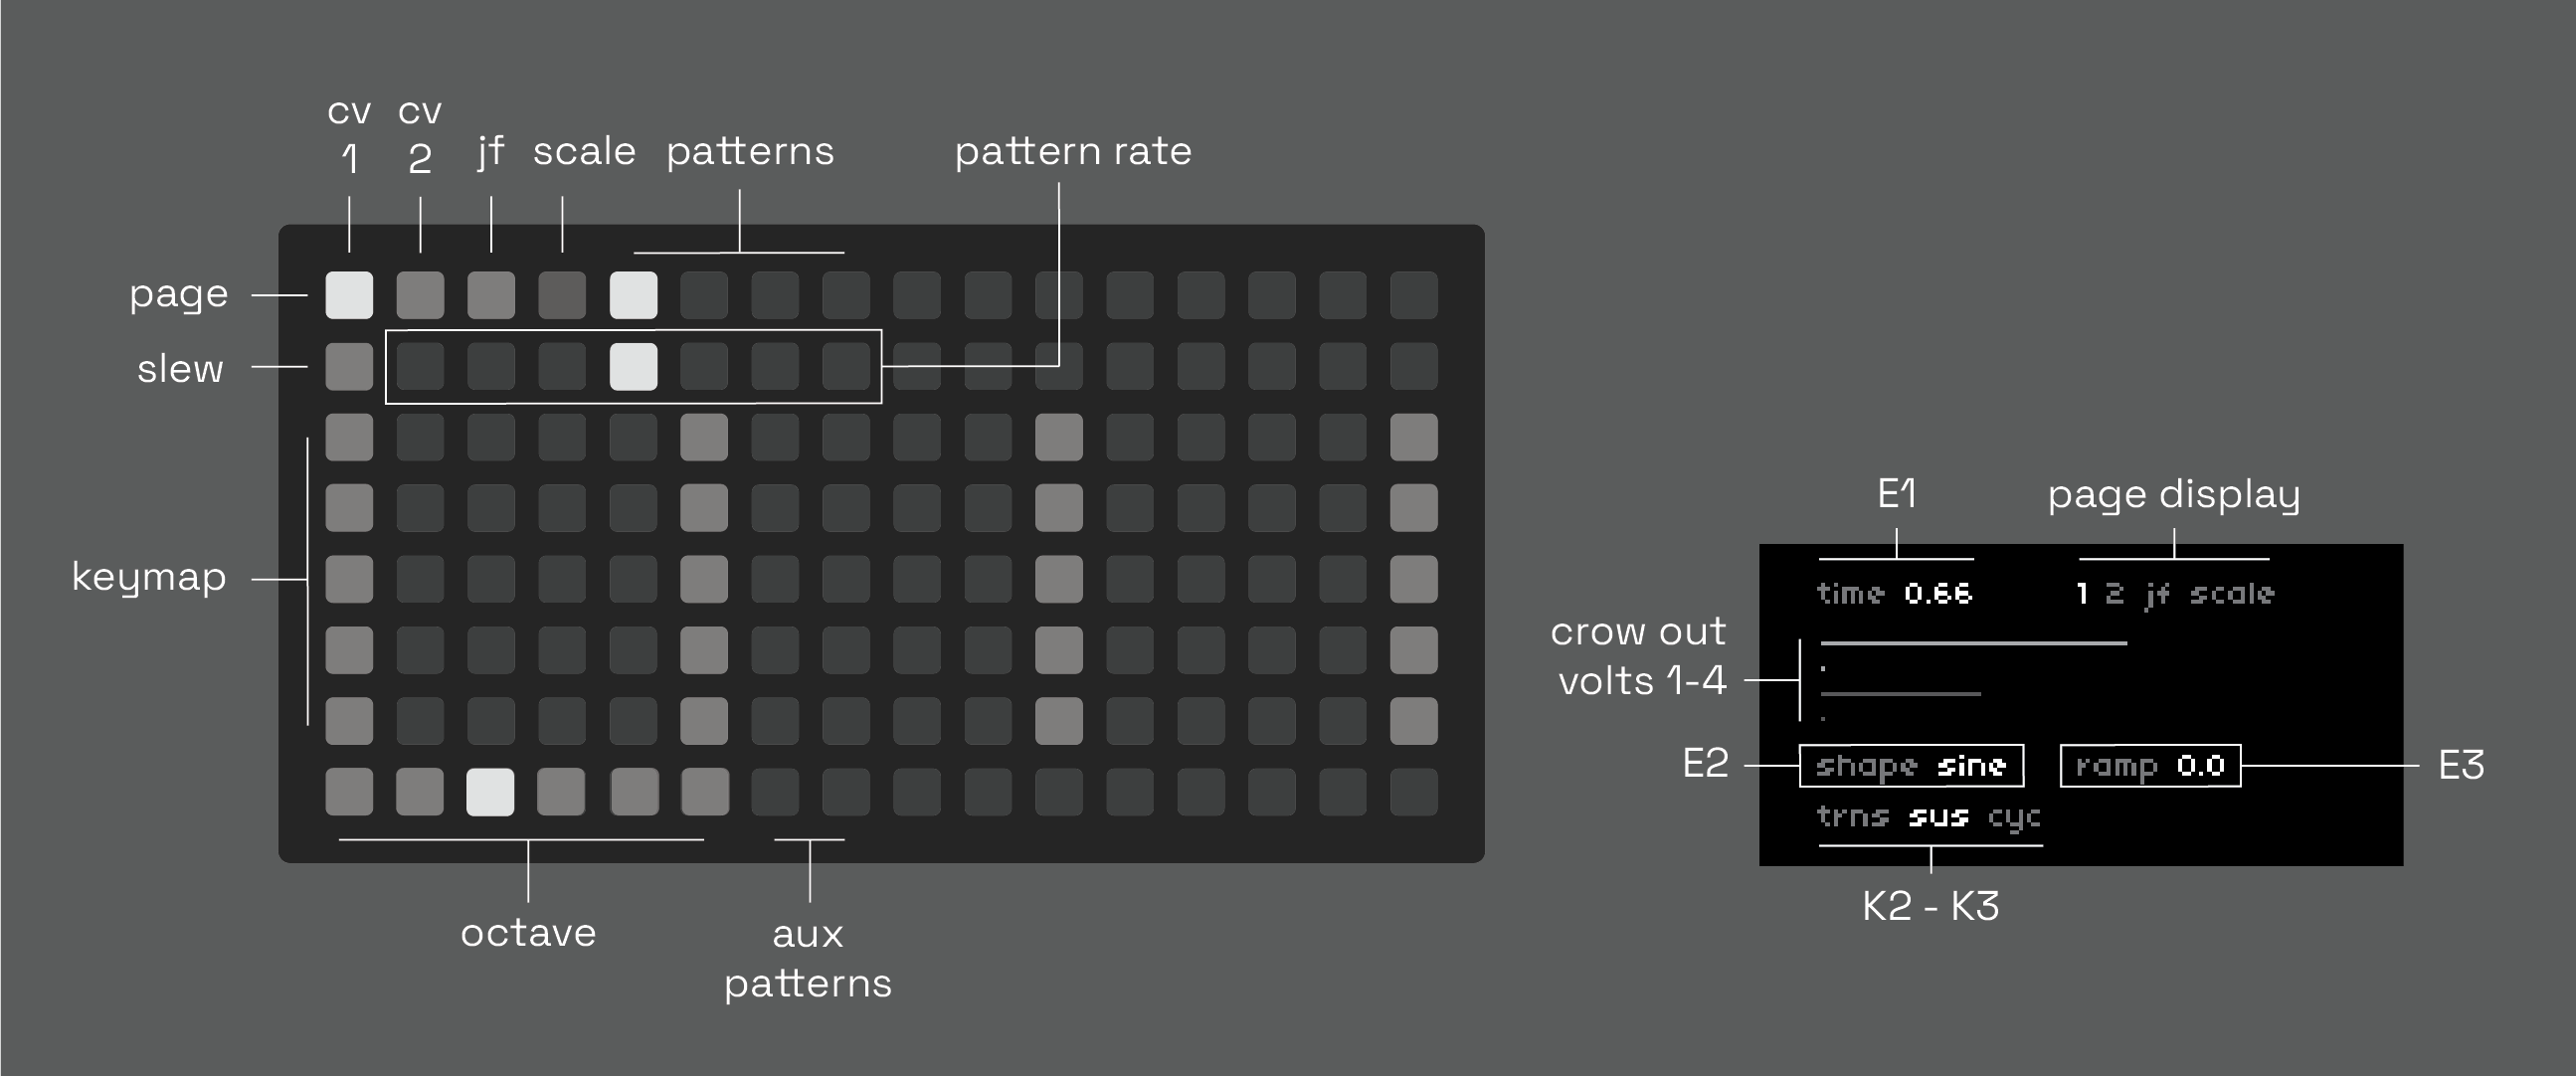 cv
1
cv
2
jf
scale
patterns
pattern rate
page
slew
keymap
octave
aux
patterns
E1
page display
time 0.66
1 2 jf scale
crow out
volts 1-4
E2
shape sine
ramp 0.0
E3
trns sus cyc
K2 - K3